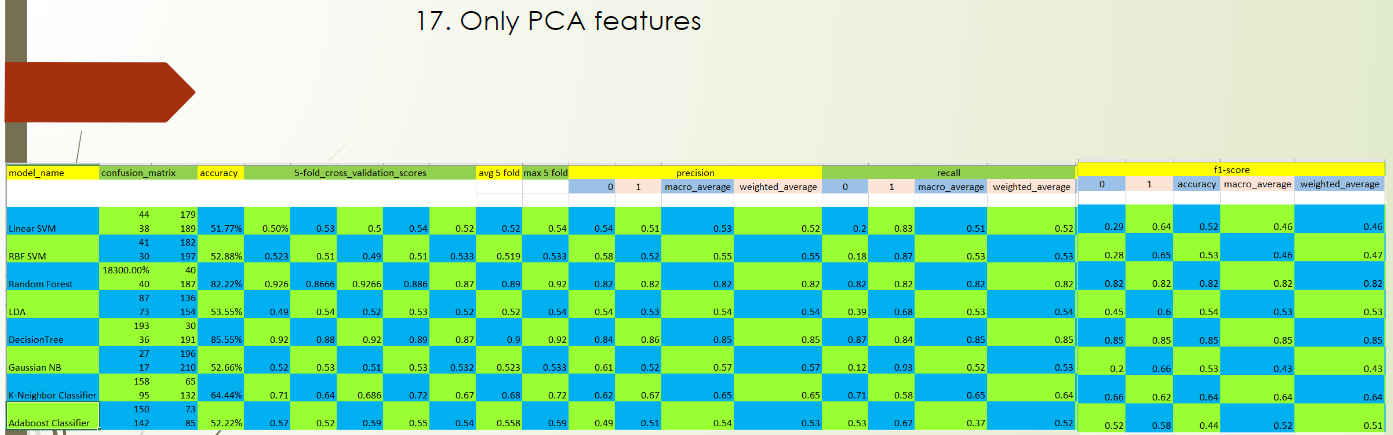 17. Only PCA features
model_name confusion_matrix accuracy 5-fold_cross_validation_scores avg 5 fold max 5 fold precision recall f1-score
0 1 macro_average weighted_average 0 1 macro_average weighted_average 0 1 accuracy macro_average weighted_average
44 179
Linear SVM 38 189 51.77% 0.50% 0.53 0.5 0.54 0.52 0.52 0.54 0.54 0.51 0.53 0.52 0.2 0.83 0.51 0.52 0.29 0.64 0.52 0.46 0.46
41 182
RBF SVM 30 197 52.88% 0.523 0.51 0.49 0.51 0.533 0.519 0.533 0.58 0.52 0.55 0.55 0.18 0.87 0.53 0.53 0.28 0.65 0.53 0.46 0.47
18300.00% 40
Random Forest 40 187 82.22% 0.926 0.8666 0.9266 0.886 0.87 0.89 0.92 0.82 0.82 0.82 0.82 0.82 0.82 0.82 0.82 0.82 0.82 0.82 0.82 0.82
87 136
LDA 73 154 53.55% 0.49 0.54 0.52 0.53 0.52 0.52 0.54 0.54 0.53 0.54 0.54 0.39 0.68 0.53 0.54 0.45 0.6 0.54 0.53 0.53
193 30
DecisionTree 36 191 85.55% 0.92 0.88 0.92 0.89 0.87 0.9 0.92 0.84 0.86 0.85 0.85 0.87 0.84 0.85 0.85 0.85 0.85 0.85 0.85 0.85
27 196
Gaussian NB 17 210 52.66% 0.52 0.53 0.51 0.53 0.532 0.523 0.533 0.61 0.52 0.57 0.57 0.12 0.93 0.52 0.53 0.2 0.66 0.53 0.43 0.43
158 65
K-Neighbor Classifier 95 132 64.44% 0.71 0.64 0.686 0.72 0.67 0.68 0.72 0.62 0.67 0.65 0.65 0.71 0.58 0.65 0.64 0.66 0.62 0.64 0.64 0.64
150 73
Adaboost Classifier 142 85 52.22% 0.57 0.52 0.59 0.55 0.54 0.558 0.59 0.49 0.51 0.54 0.53 0.53 0.67 0.37 0.52 0.52 0.58 0.44 0.52 0.51